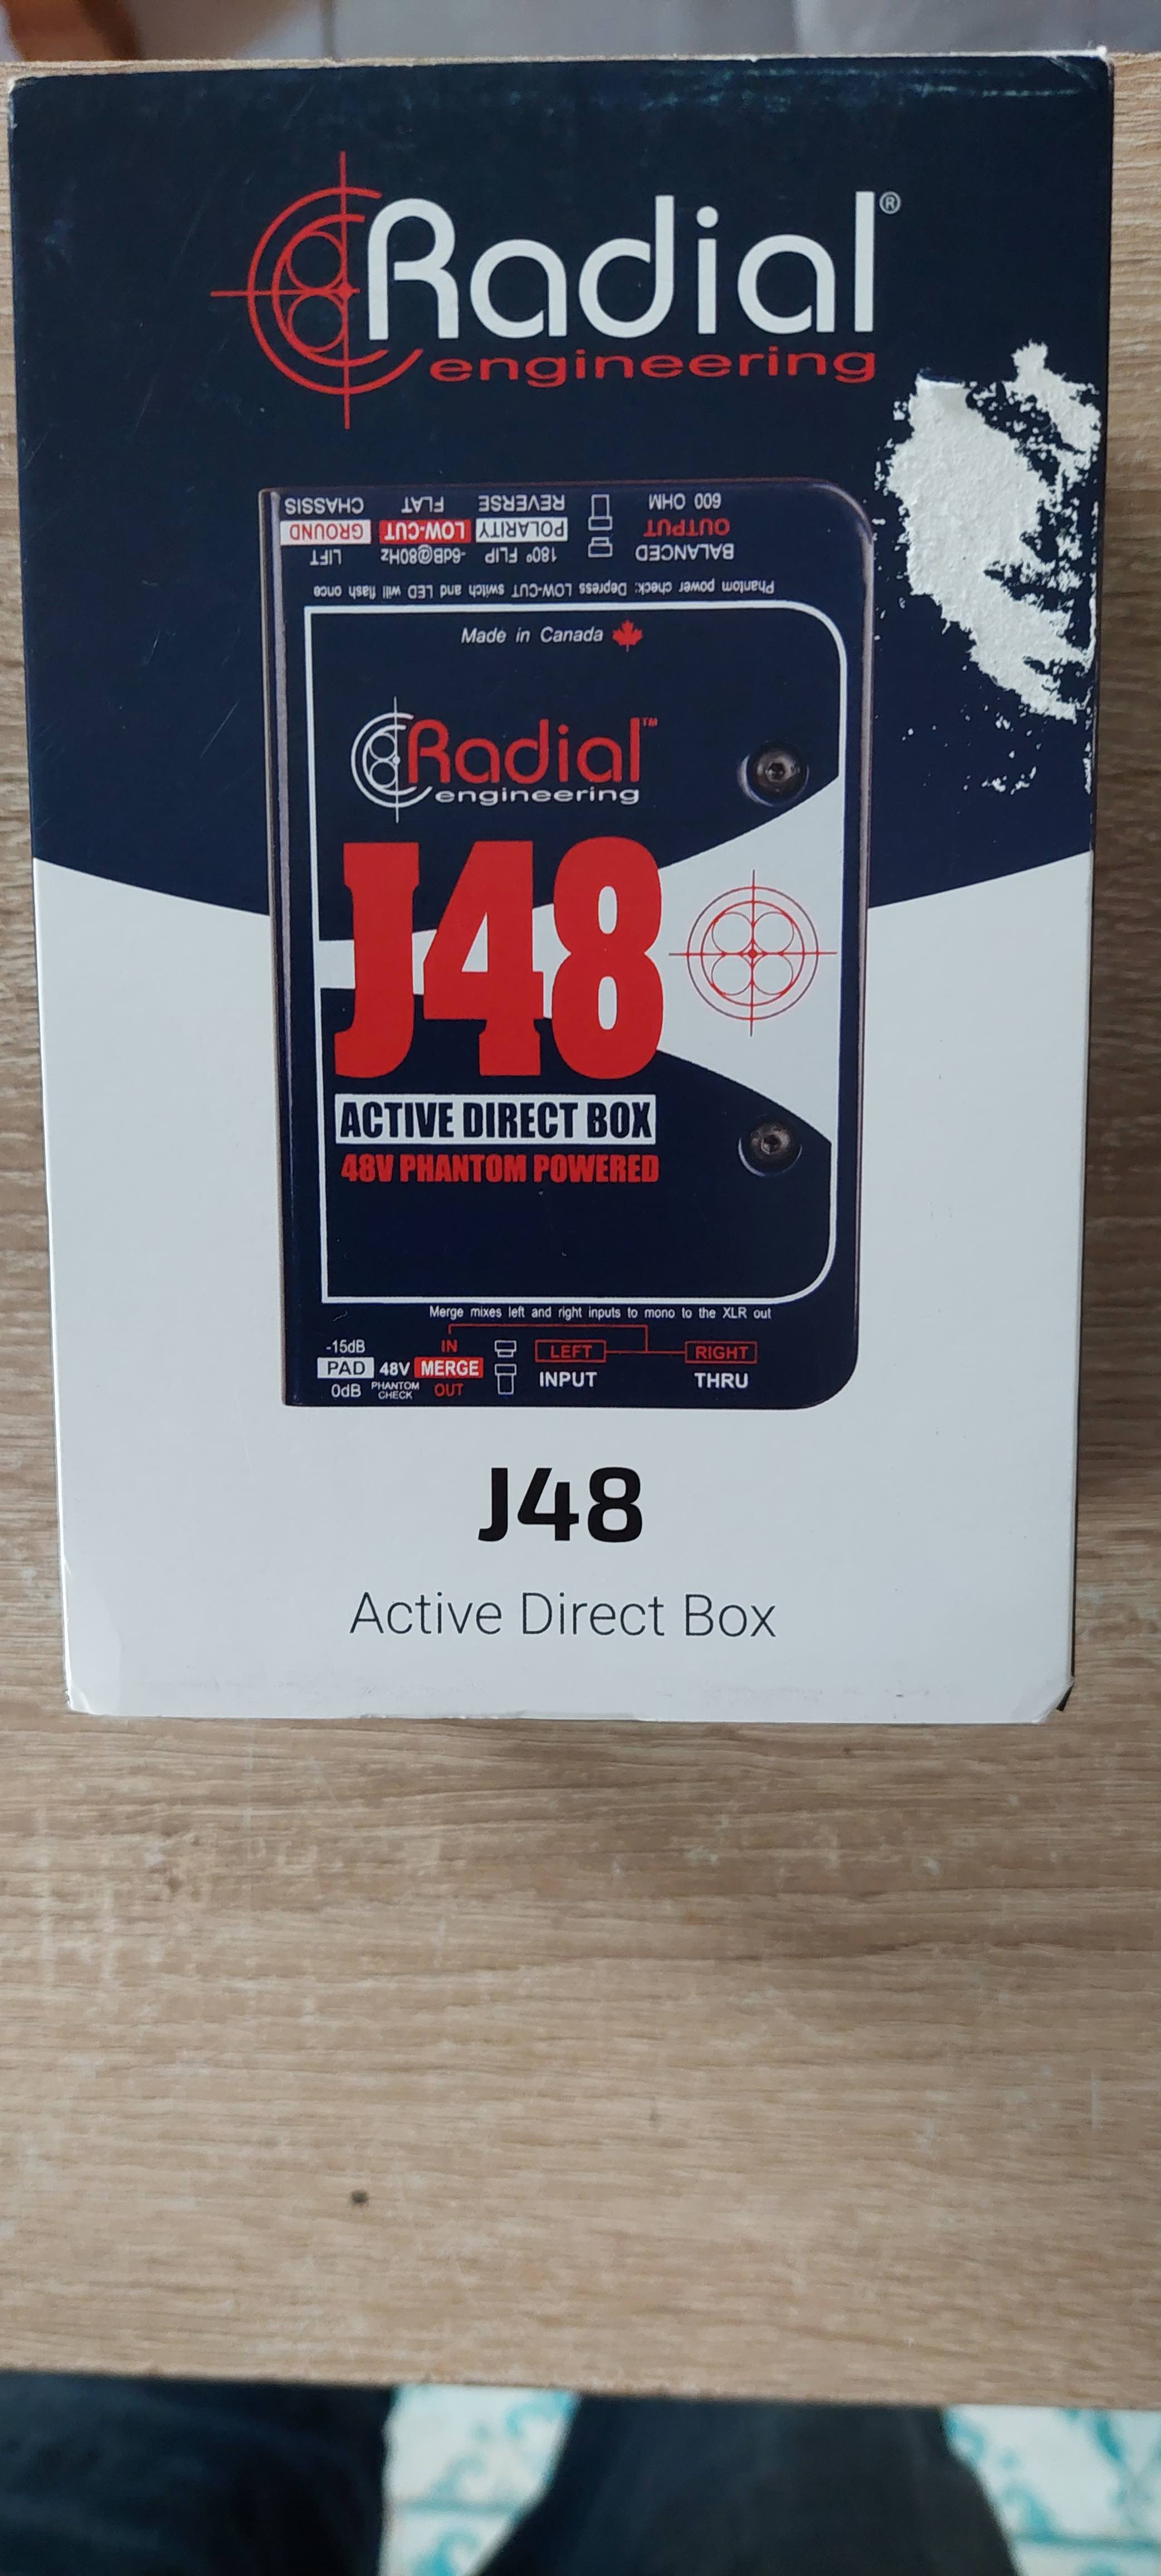 Radial®
engineering
CHASSIS FLAT REVERSE 600 OHM
GROUND LOW-CUT POLARITY OUTPUT
LIFT -6dB@80Hz 180° FLIP BALANCED
Phantom power check: Depress LOW-CUT switch and LED will flash once
Made in Canada
Radial™
engineering
J48
ACTIVE DIRECT BOX
48V PHANTOM POWERED
Merge mixes left and right inputs to mono to the XLR out
-15dB IN
PAD 48V MERGE LEFT RIGHT
0dB PHANTOM CHECK OUT INPUT THRU
J48
Active Direct Box